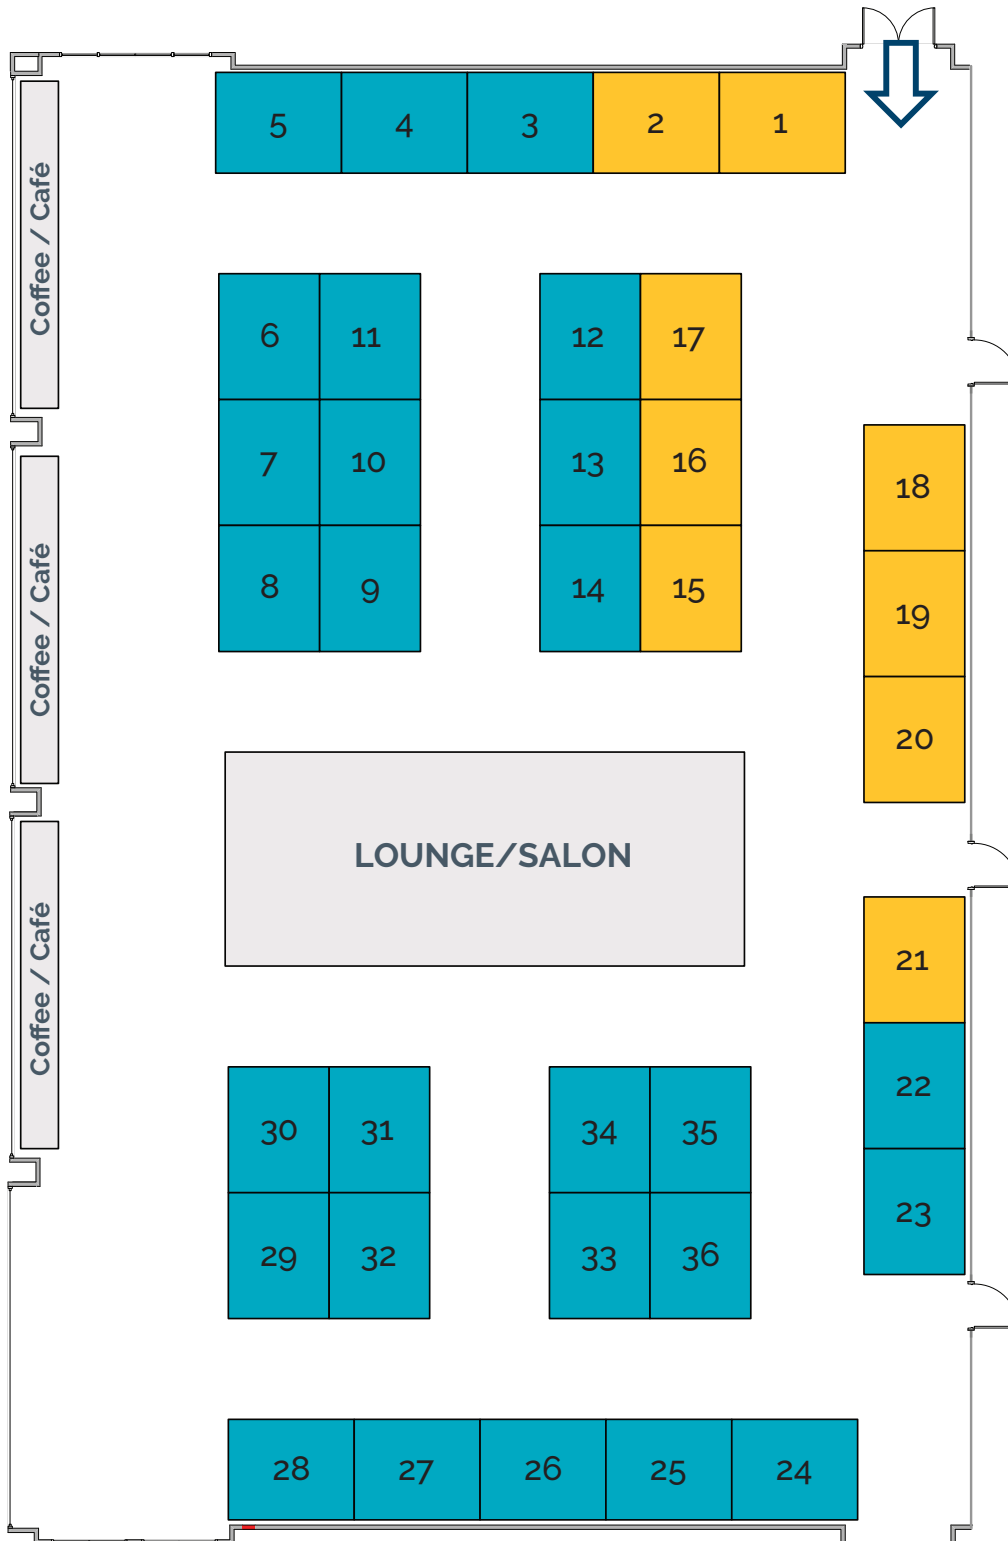 5 4 3 2 1
Coffee / Café
6 11 12 17
7 10 13 16
18
Coffee / Café
8 9 14 15
19
20
LOUNGE/SALON
Coffee / Café
21
22
30 31 34 35
23
29 32 33 36
28 27 26 25 24